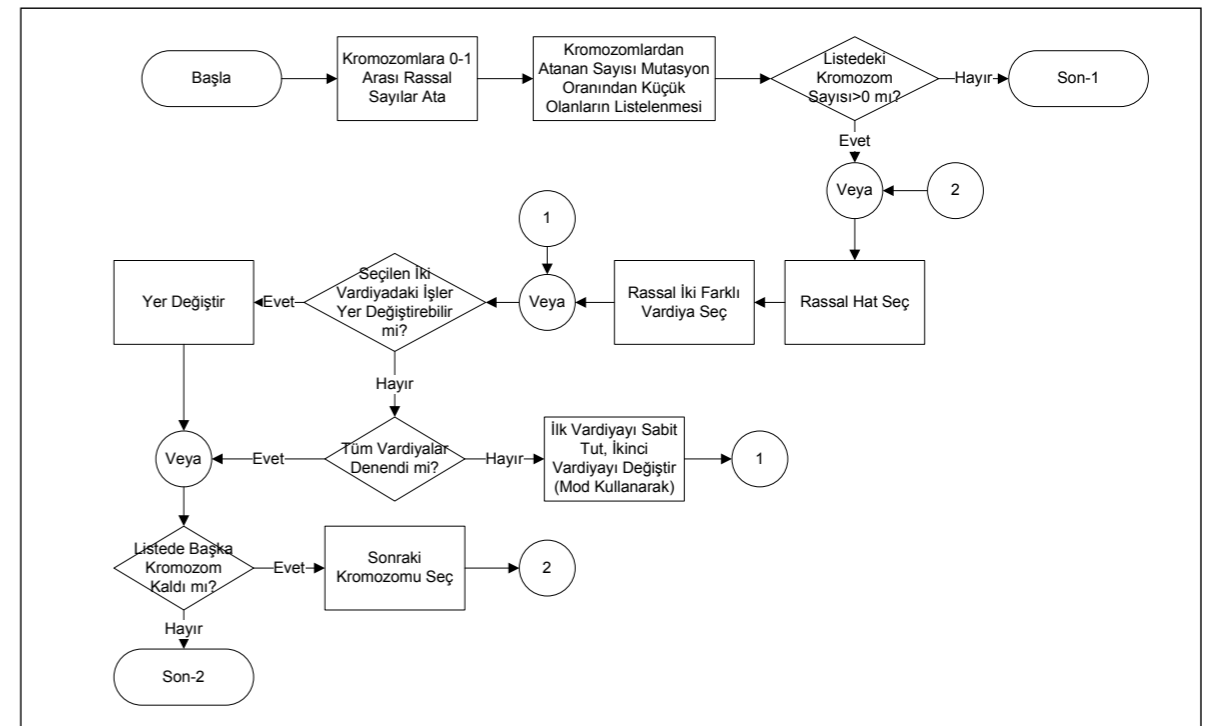 Başla
Kromozomlara 0-1
Arası Rassal
Sayılar Ata
Kromozomlardan
Atanan Sayısı Mutasyon
Oranından Küçük
Olanların Listelenmesi
Listedeki
Kromozom
Sayısı>0 mı?
Hayır
Son-1
Evet
Veya
2
1
Yer Değiştir
Evet
Seçilen İki
Vardiyadaki İşler
Yer Değiştirebilir
mi?
Veya
Rassal İki Farklı
Vardiya Seç
Rassal Hat Seç
Hayır
Veya
Evet
Tüm Vardiyalar
Denendi mi?
Hayır
İlk Vardiyayı Sabit
Tut, İkinci
Vardiyayı Değiştir
(Mod Kullanarak)
1
Listede Başka
Kromozom
Kaldı mı?
Evet
Sonraki
Kromozomu Seç
2
Hayır
Son-2